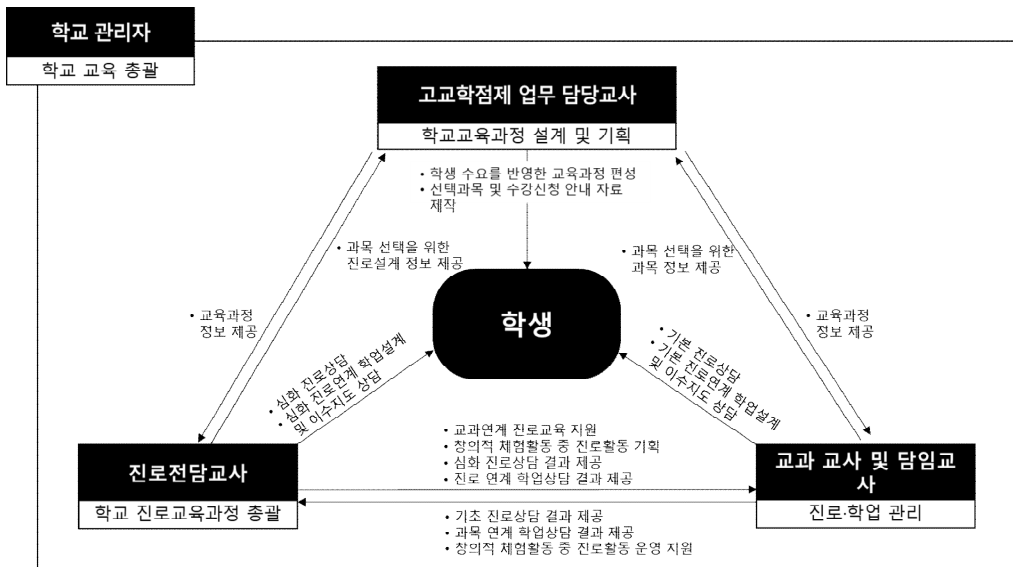 학교 관리자
학교 교육 총괄
고교학점제 업무 담당교사
학교교육과정 설계 및 기획
• 학생 수요를 반영한 교육과정 편성
• 선택과목 및 수강신청 안내 자료
제작
• 과목 선택을 위한
진로설계 정보 제공
• 과목 선택을 위한
과목 정보 제공
• 교육과정
정보 제공
학생
• 교육과정
정보 제공
• 심화 진로상담
• 심화 진로연계 학업설계
및 이수지도 상담
• 기본 진로상담
• 기본 진로연계 학업설계
및 이수지도 상담
진로전담교사
학교 진로교육과정 총괄
• 교과연계 진로교육 지원
• 창의적 체험활동 중 진로활동 기획
• 심화 진로상담 결과 제공
• 진로 연계 학업상담 결과 제공
교과 교사 및 담임교
사
진로·학업 관리
• 기초 진로상담 결과 제공
• 과목 연계 학업상담 결과 제공
• 창의적 체험활동 중 진로활동 운영 지원